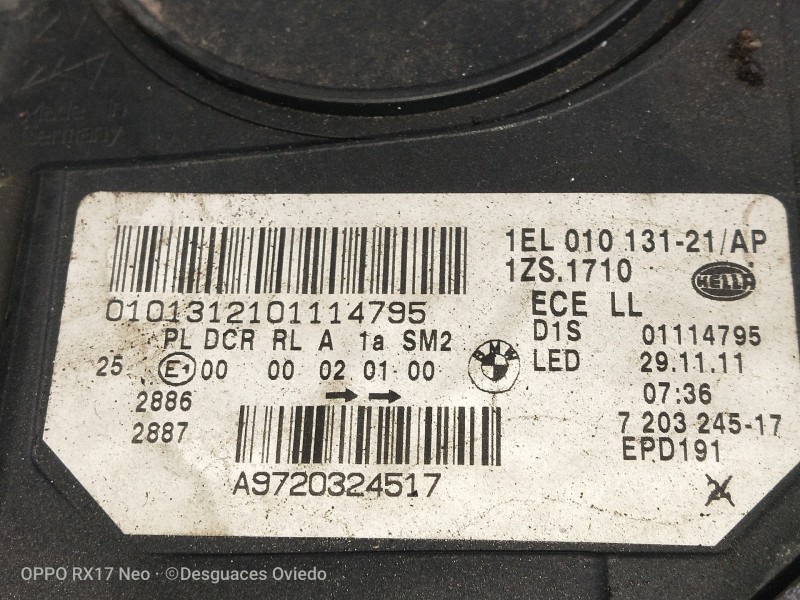 Made in
Germany
1EL 010 131-21/AP
1ZS.1710
HELLA
0101312101114795
ECE LL
PL DCR RL A 1a SM2
D1S 01114795
25 E1 00 00 02 01 00
BMW
LED 29.11.11
→ →
07:36
2886
2887
7 203 245-17
EPD191
A9720324517
OPPO RX17 Neo · ©Desguaces Oviedo